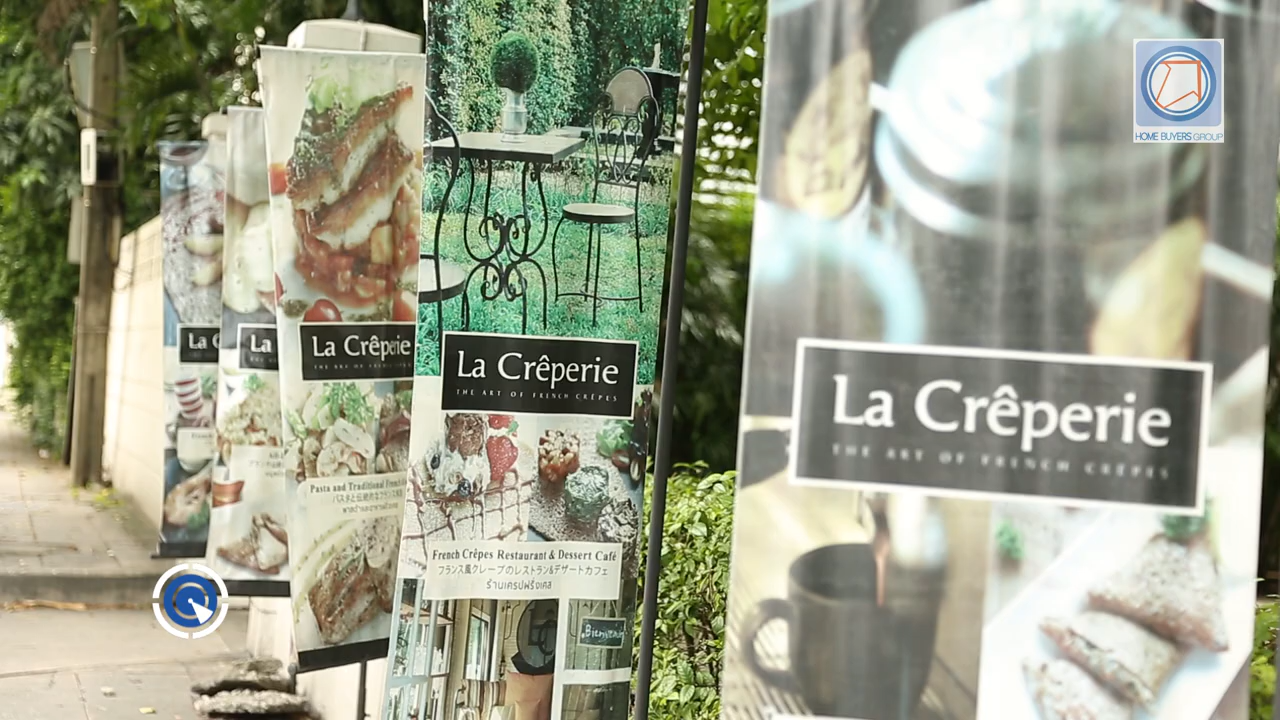 HOME BUYERS GROUP
La C
La
La Crêperie
THE ART OF
Pasta and Traditional French
La Crêperie
THE ART OF FRENCH CRÊPES
French Crêpes Restaurant & Dessert Café
フランス風クレープのレストラン&デザートカフェ
ร้านเครปฝรั่งเศส
Bienvenue
La Crêperie
THE ART OF FRENCH CRÊPES